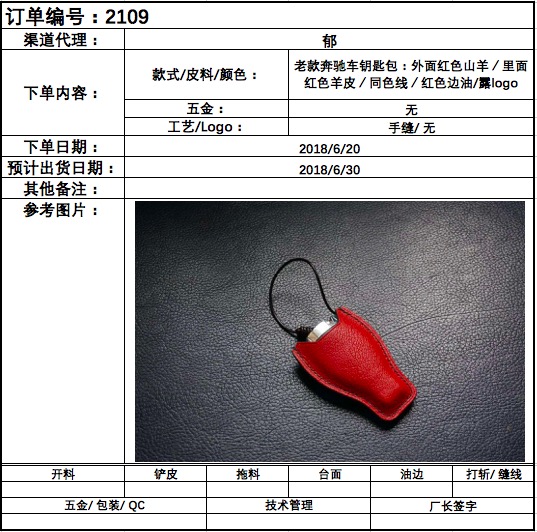 订单编号：2109
渠道代理： 郁
下单内容： 款式/皮料/颜色： 老款奔驰车钥匙包：外面红色山羊 / 里面
红色羊皮 / 同色线 / 红色边油/露logo
五金： 无
工艺/Logo： 手缝/ 无
下单日期： 2018/6/20
预计出货日期： 2018/6/30
其他备注：
参考图片：
开料 铲皮 拖料 台面 油边 打斩/ 缝线
五金/ 包装/ QC 技术管理 厂长签字